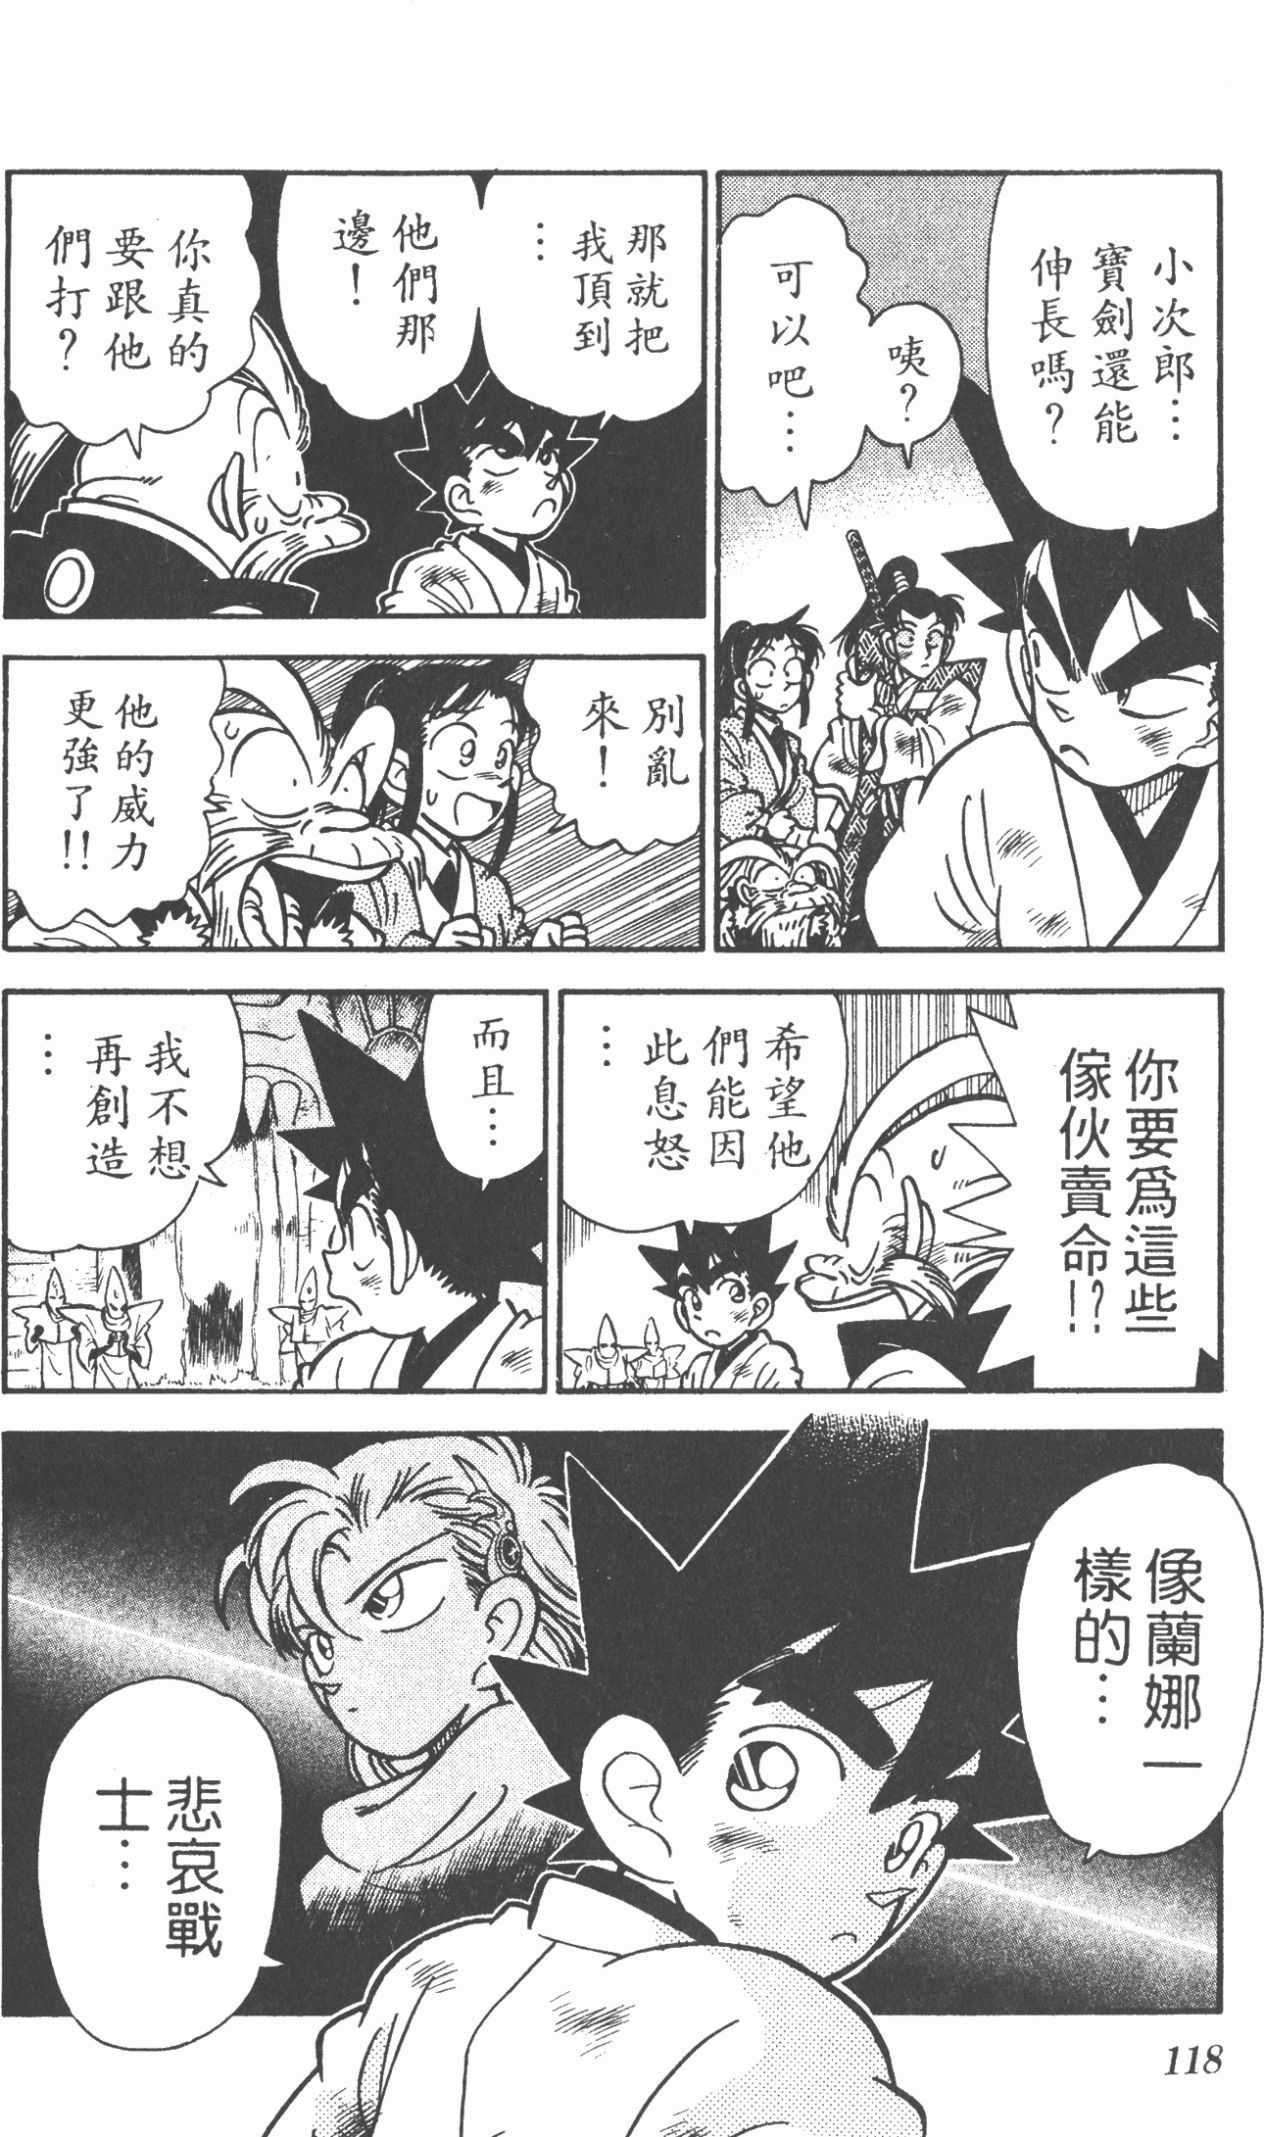 小次郎…
寶劍還能
伸長嗎？
咦？
可以吧…
那就把
我頂到
…
他們那
邊！
你真的
要跟他
們打？
別亂
來！
他的威力
更強了!!
你要爲這些
傢伙賣命!?
希望他
們能因
此息怒
…
而且…
我不想
再創造
…
像蘭娜一
樣的…
悲哀戰
士…
118